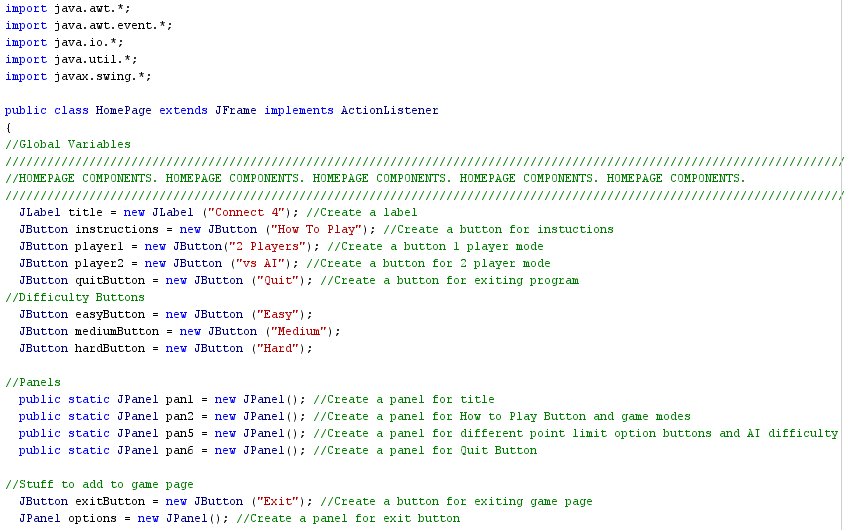 import java.awt.*;
import java.awt.event.*;
import java.io.*;
import java.util.*;
import javax.swing.*;
public class HomePage extends JFrame implements ActionListener
{
//Global Variables
////////////////////////////////////////////////////////////////////////////////////////////////////////////////////////
//HOMEPAGE COMPONENTS. HOMEPAGE COMPONENTS. HOMEPAGE COMPONENTS. HOMEPAGE COMPONENTS. HOMEPAGE COMPONENTS.
////////////////////////////////////////////////////////////////////////////////////////////////////////////////////////
JLabel title = new JLabel ("Connect 4"); //Create a label
JButton instructions = new JButton ("How To Play"); //Create a button for instuctions
JButton player1 = new JButton("2 Players"); //Create a button 1 player mode
JButton player2 = new JButton ("vs AI"); //Create a button for 2 player mode
JButton quitButton = new JButton ("Quit"); //Create a button for exiting program
//Difficulty Buttons
JButton easyButton = new JButton ("Easy");
JButton mediumButton = new JButton ("Medium");
JButton hardButton = new JButton ("Hard");
//Panels
public static JPanel pan1 = new JPanel(); //Create a panel for title
public static JPanel pan2 = new JPanel(); //Create a panel for How to Play Button and game modes
public static JPanel pan5 = new JPanel(); //Create a panel for different point limit option buttons and AI difficulty
public static JPanel pan6 = new JPanel(); //Create a panel for Quit Button
//Stuff to add to game page
JButton exitButton = new JButton ("Exit"); //Create a button for exiting game page
JPanel options = new JPanel(); //Create a panel for exit button